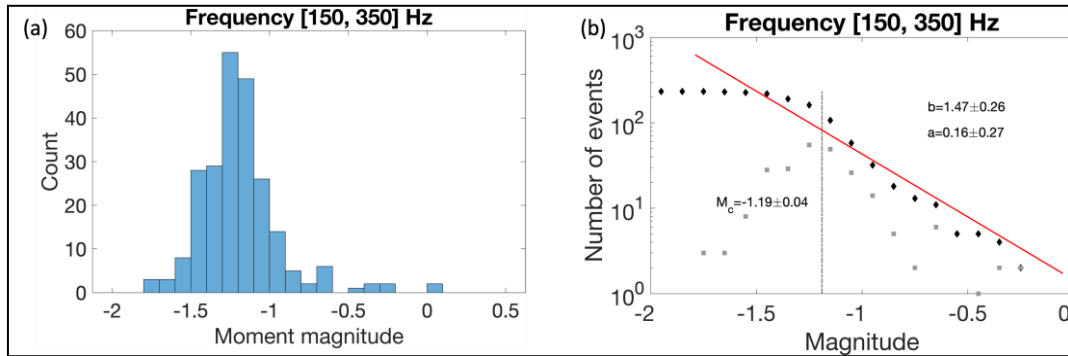 (a)
Frequency [150, 350] Hz
60
50
40
30
20
10
0
Count
-2
-1.5
-1
-0.5
0
0.5
Moment magnitude
(b)
Frequency [150, 350] Hz
10³
10²
10¹
10⁰
Number of events
b=1.47±0.26
a=0.16±0.27
M_c=-1.19±0.04
-2
-1.5
-1
-0.5
0
Magnitude